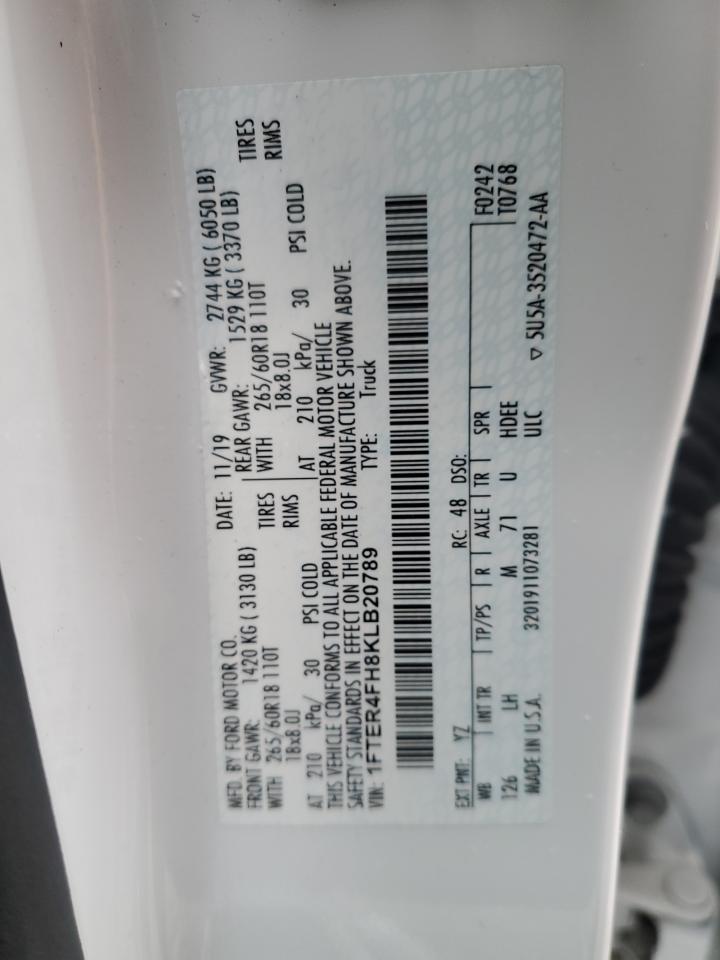 MFD. BY FORD MOTOR CO.
DATE: 11/19 GVWR: 2744 KG ( 6050 LB)
FRONT GAWR: 1420 KG ( 3130 LB) REAR GAWR: 1529 KG ( 3370 LB)
WITH 265/60R18 110T TIRES WITH 265/60R18 110T TIRES
18x8.0J RIMS 18x8.0J RIMS
AT 210 kPa/ 30 PSI COLD AT 210 kPa/ 30 PSI COLD
THIS VEHICLE CONFORMS TO ALL APPLICABLE FEDERAL MOTOR VEHICLE
SAFETY STANDARDS IN EFFECT ON THE DATE OF MANUFACTURE SHOWN ABOVE.
VIN: 1FTER4FH8KLB20789 TYPE: Truck
F0242
T0768
EXT PNT: YZ RC: 48 DSO:
WB INT TR TP/PS R AXLE TR SPR
126 LH M 71 U HDEE
MADE IN U.S.A. 3201911073281 ULC ▽ 5U5A-3520472-AA